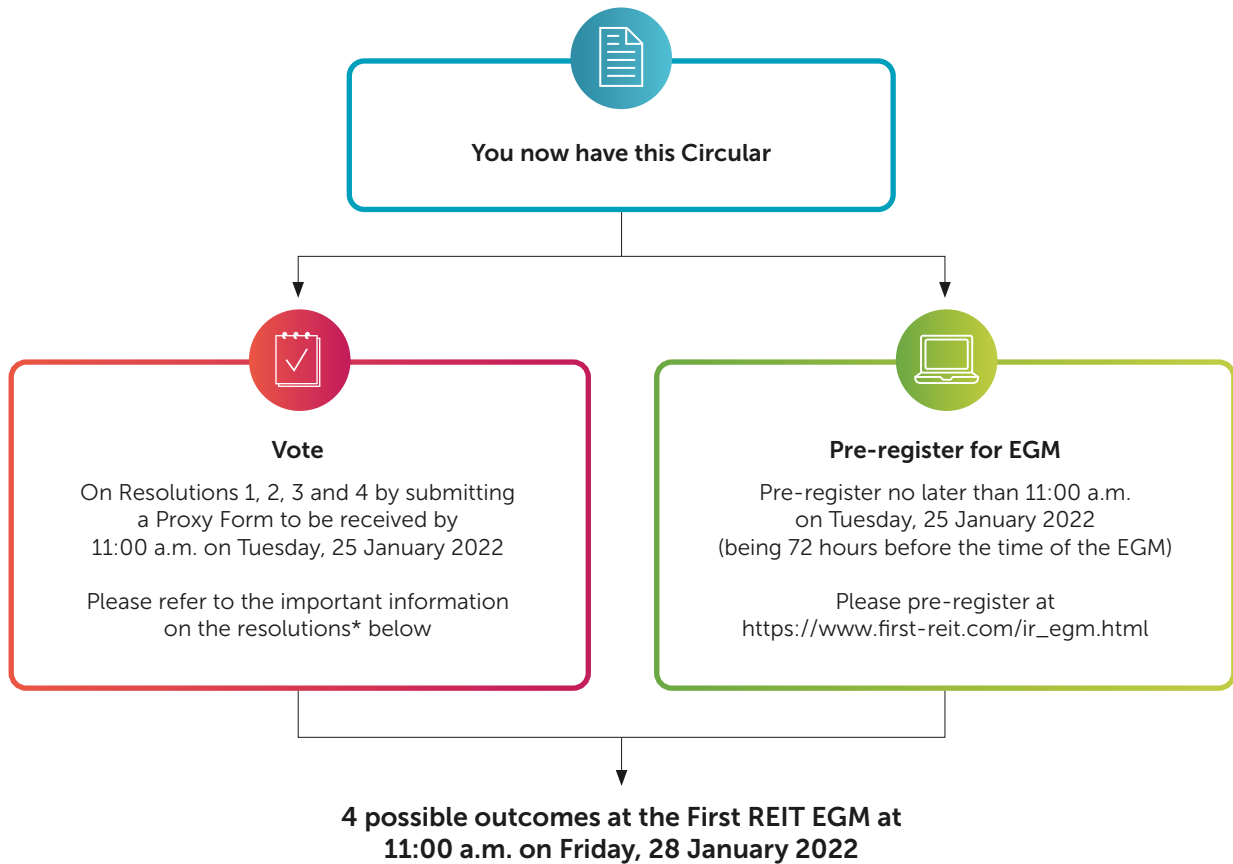 You now have this Circular
Vote
On Resolutions 1, 2, 3 and 4 by submitting
a Proxy Form to be received by
11:00 a.m. on Tuesday, 25 January 2022
Please refer to the important information
on the resolutions* below
Pre-register for EGM
Pre-register no later than 11:00 a.m.
on Tuesday, 25 January 2022
(being 72 hours before the time of the EGM)
Please pre-register at
https://www.first-reit.com/ir_egm.html
4 possible outcomes at the First REIT EGM at
11:00 a.m. on Friday, 28 January 2022